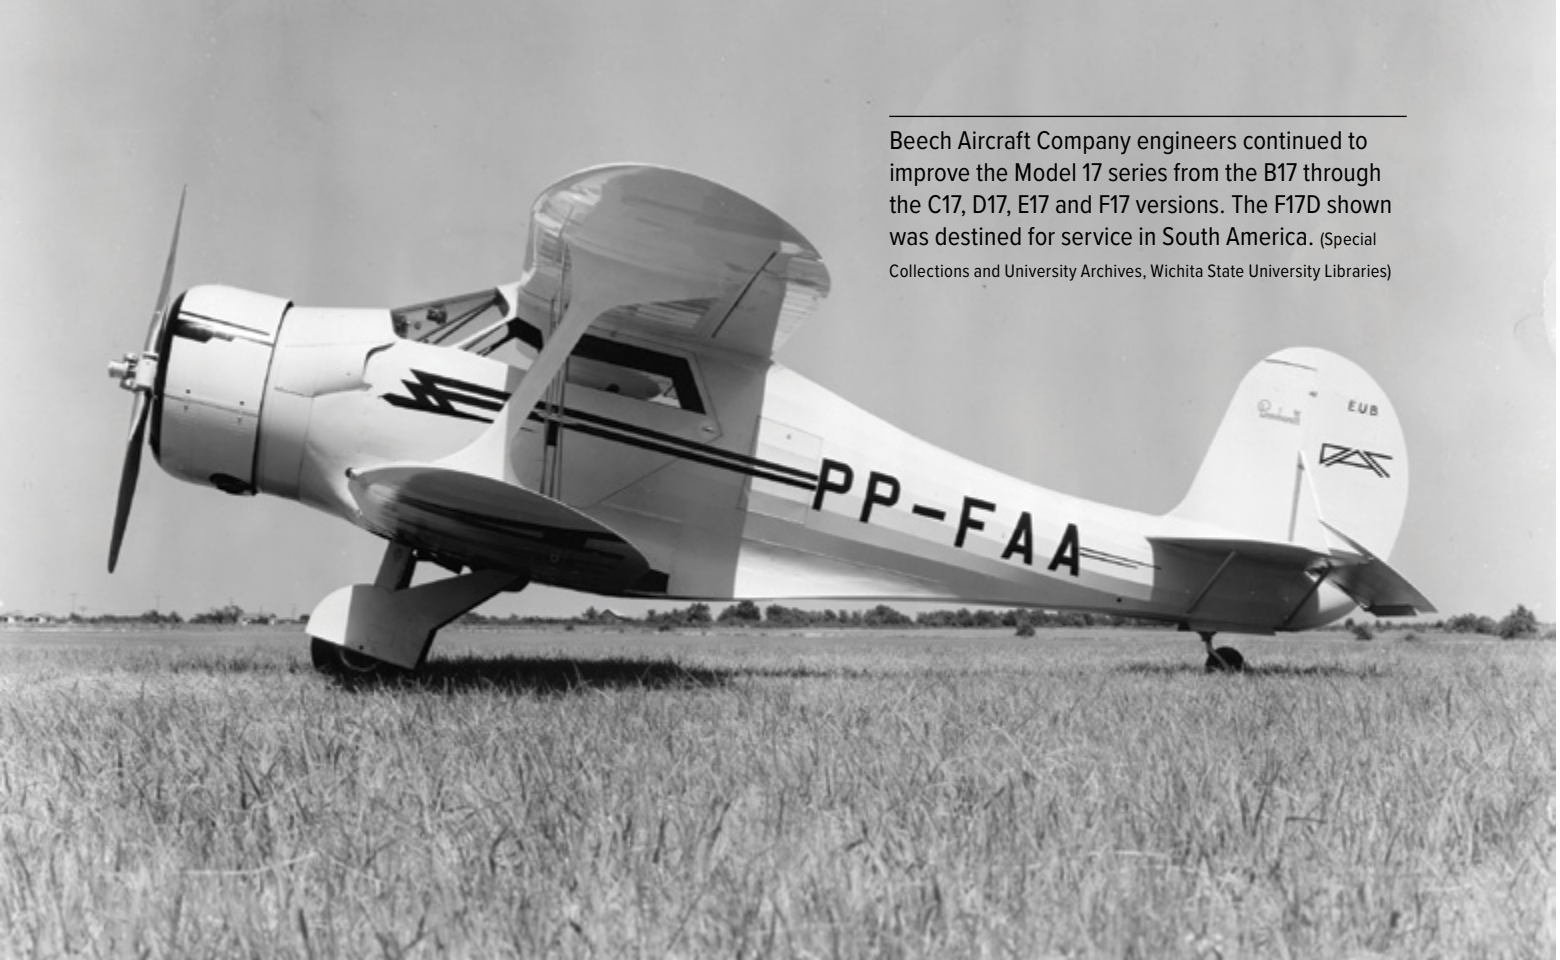 Beech Aircraft Company engineers continued to
improve the Model 17 series from the B17 through
the C17, D17, E17 and F17 versions. The F17D shown
was destined for service in South America. (Special
Collections and University Archives, Wichita State University Libraries)
EUB
PP-FAA